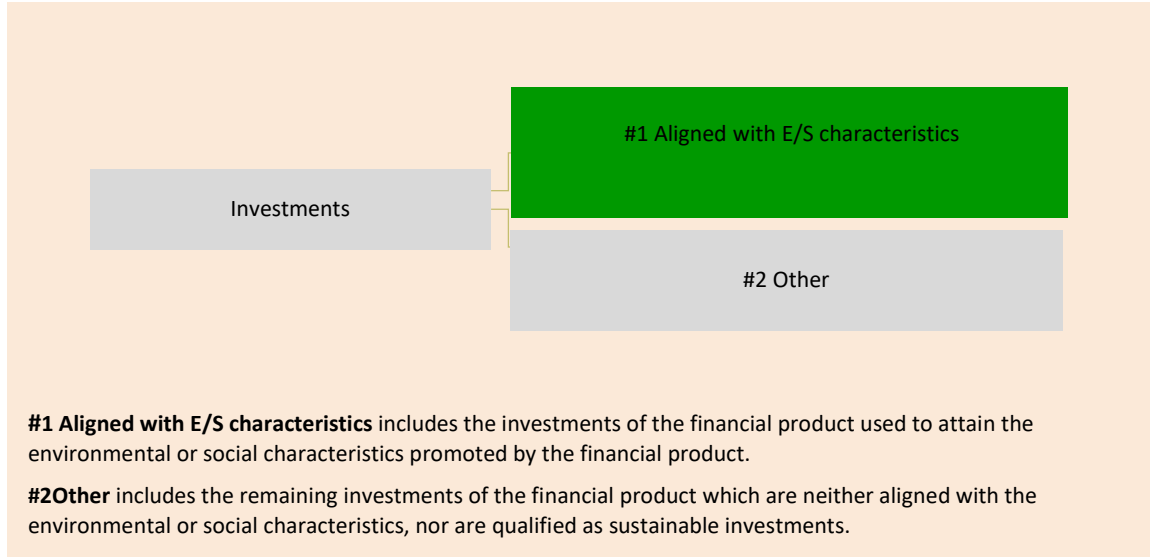 #1 Aligned with E/S characteristics
Investments
#2 Other
#1 Aligned with E/S characteristics includes the investments of the financial product used to attain the
environmental or social characteristics promoted by the financial product.
#2Other includes the remaining investments of the financial product which are neither aligned with the
environmental or social characteristics, nor are qualified as sustainable investments.